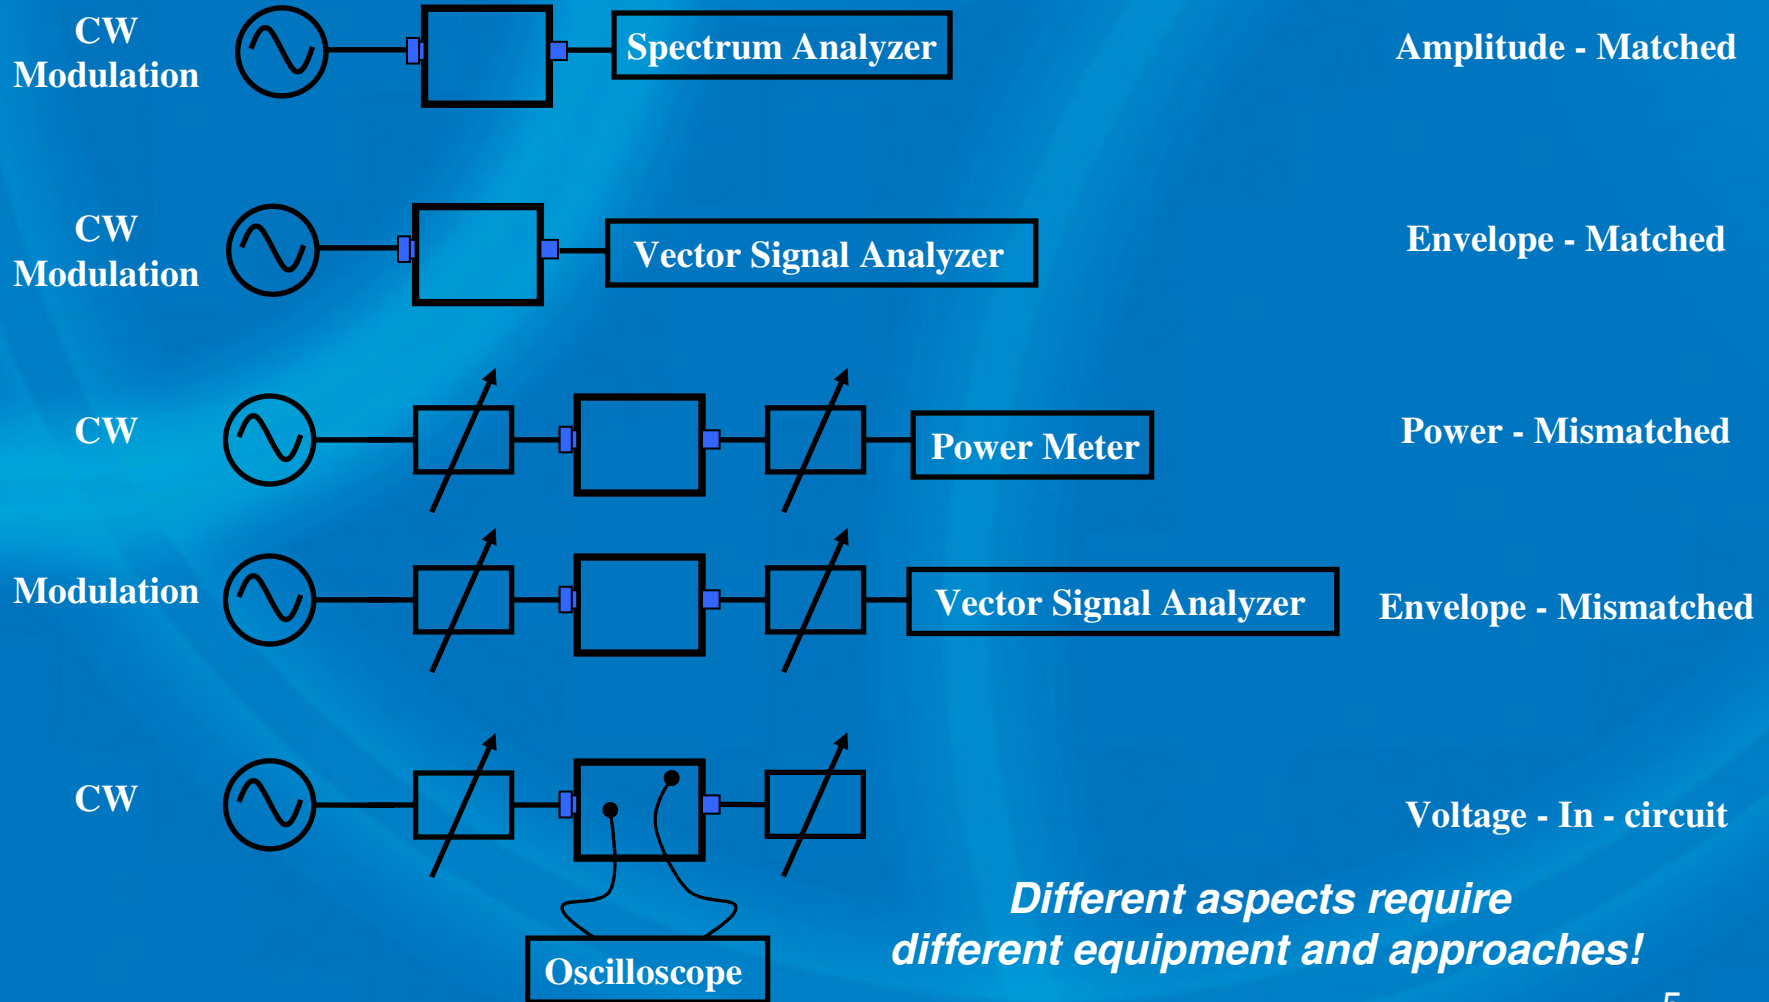 CW
Modulation
Spectrum Analyzer
Amplitude - Matched
CW
Modulation
Vector Signal Analyzer
Envelope - Matched
CW
Power Meter
Power - Mismatched
Modulation
Vector Signal Analyzer
Envelope - Mismatched
CW
Voltage - In - circuit
Oscilloscope
Different aspects require
different equipment and approaches!
5